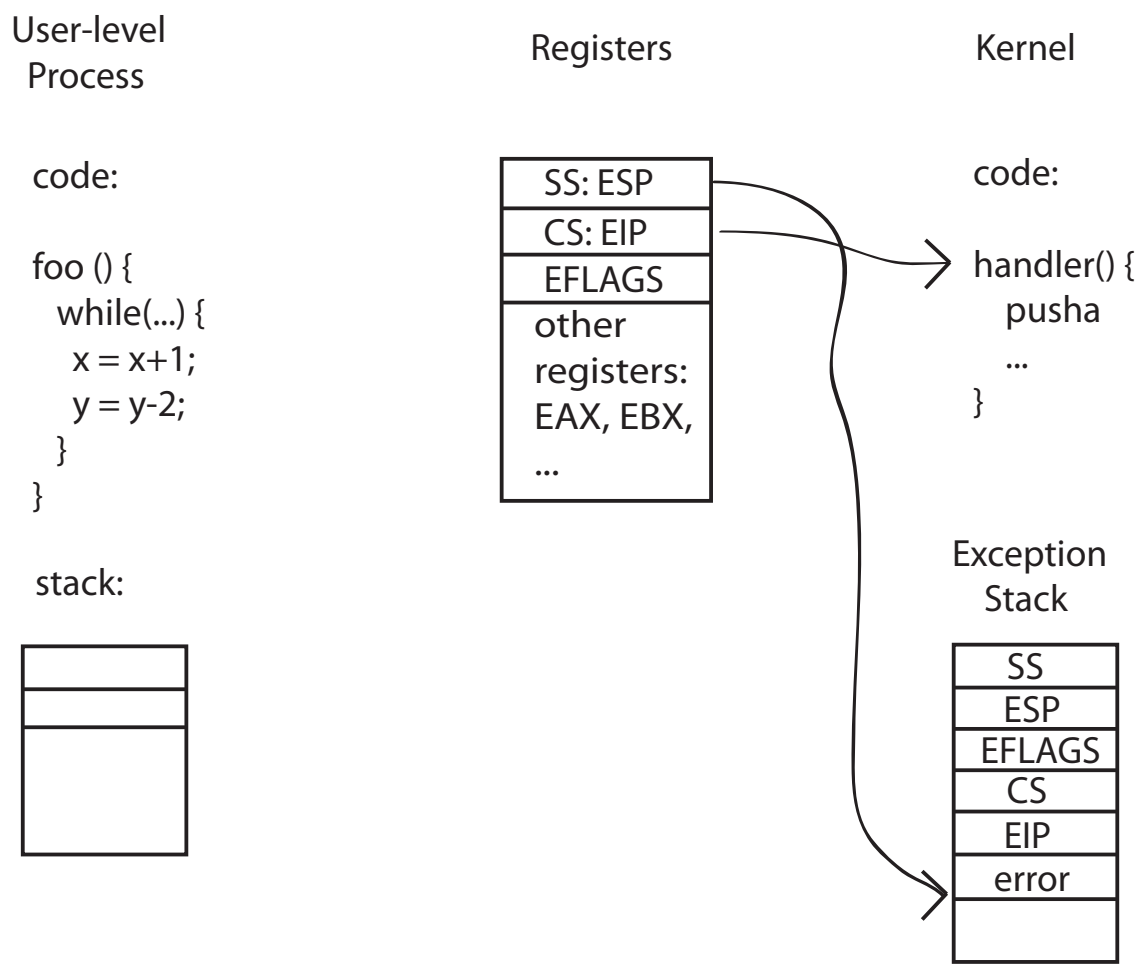 User-level
Process
code:
foo () {
while(...) {
x = x+1;
y = y-2;
}
}
stack:
Registers
SS: ESP
CS: EIP
EFLAGS
other
registers:
EAX, EBX,
...
Kernel
code:
handler() {
pusha
...
}
Exception
Stack
SS
ESP
EFLAGS
CS
EIP
error